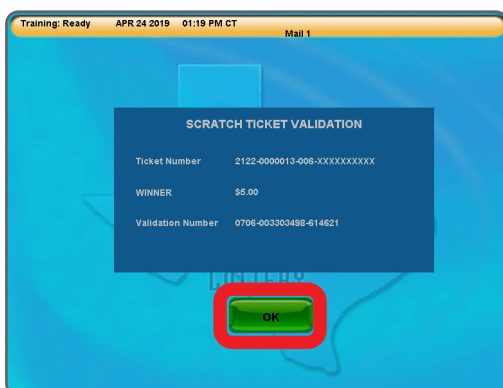 Training: Ready APR 24 2019 01:19 PM CT
Mail 1
SCRATCH TICKET VALIDATION
Ticket Number 2122-0000013-006-XXXXXXXXXX
WINNER $5.00
Validation Number 0706-003303498-614621
LOTTERY
OK